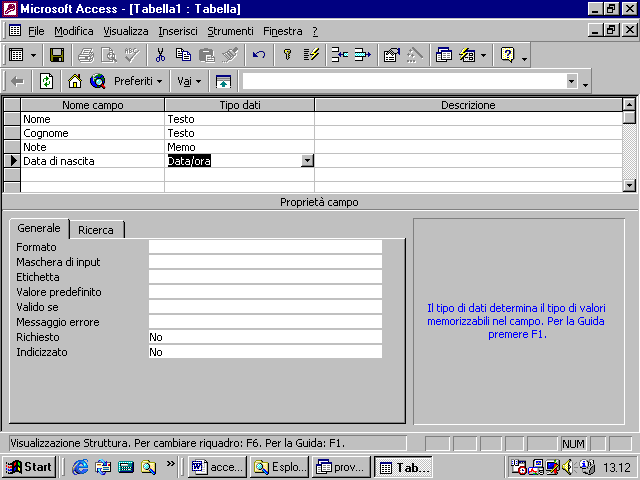 Microsoft Access - [Tabella1 : Tabella]
File Modifica Visualizza Inserisci Strumenti Finestra ?
Preferiti Vai
Nome campo Tipo dati Descrizione
Nome Testo
Cognome Testo
Note Memo
Data di nascita Data/ora
Proprietà campo
Generale Ricerca
Formato
Maschera di input
Etichetta
Valore predefinito
Valido se
Messaggio errore
Richiesto No
Indicizzato No
Il tipo di dati determina il tipo di valori
memorizzabili nel campo. Per la Guida
premere F1.
Visualizzazione Struttura. Per cambiare riquadro: F6. Per la Guida: F1. NUM
Start » acce... Esplo... prov... Tab... 13.12